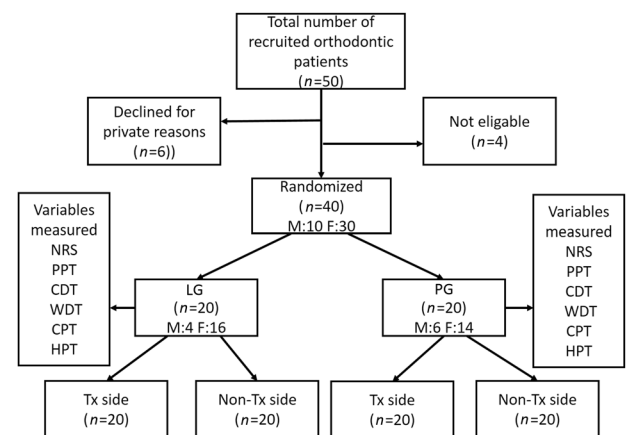 Total number of
recruited orthodontic
patients
(n=50)
Declined for
private reasons
(n=6))
Not eligable
(n=4)
Randomized
(n=40)
M:10 F:30
Variables
measured
NRS
PPT
CDT
WDT
CPT
HPT
LG
(n=20)
M:4 F:16
PG
(n=20)
M:6 F:14
Variables
measured
NRS
PPT
CDT
WDT
CPT
HPT
Tx side
(n=20)
Non-Tx side
(n=20)
Tx side
(n=20)
Non-Tx side
(n=20)